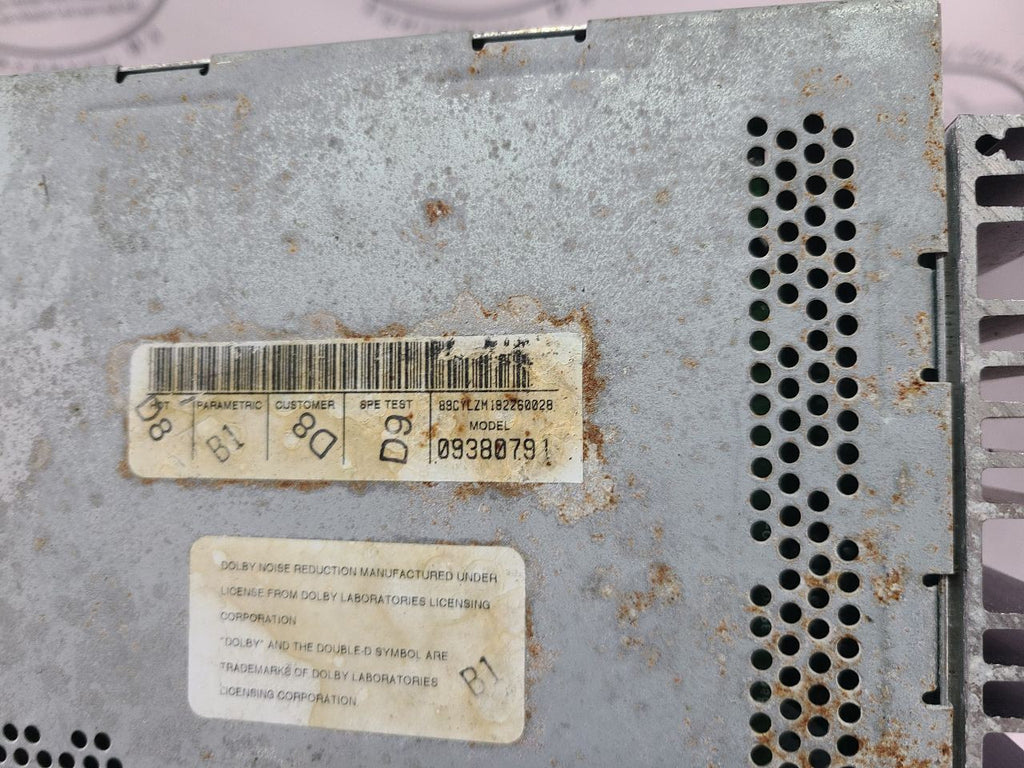 PARAMETRIC CUSTOMER SPE TEST 89CYLZM182260028
MODEL
D8 B1 D8 D9 09380791
DOLBY NOISE REDUCTION MANUFACTURED UNDER
LICENSE FROM DOLBY LABORATORIES LICENSING
CORPORATION
"DOLBY" AND THE DOUBLE-D SYMBOL ARE
TRADEMARKS OF DOLBY LABORATORIES
LICENSING CORPORATION.
B1